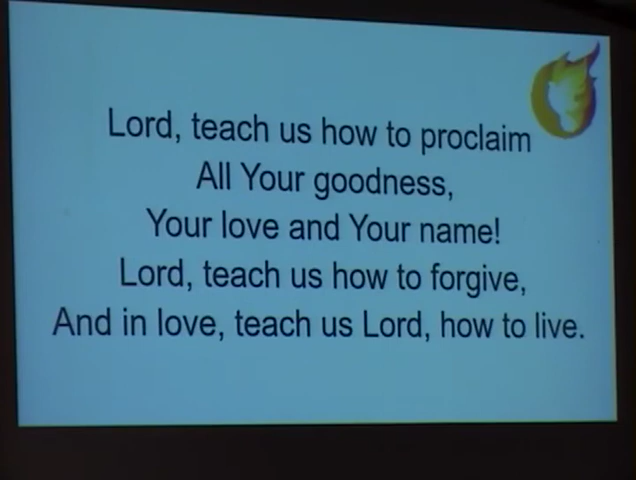 Lord, teach us how to proclaim
All Your goodness,
Your love and Your name!
Lord, teach us how to forgive,
And in love, teach us Lord, how to live.